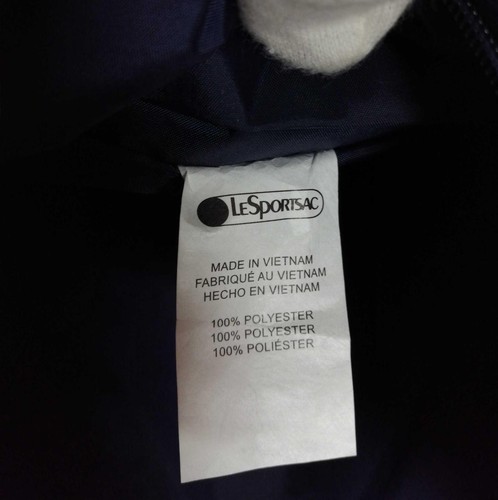 LeSportsac
MADE IN VIETNAM
FABRIQUÉ AU VIETNAM
HECHO EN VIETNAM
100% POLYESTER
100% POLYESTER
100% POLIÉSTER